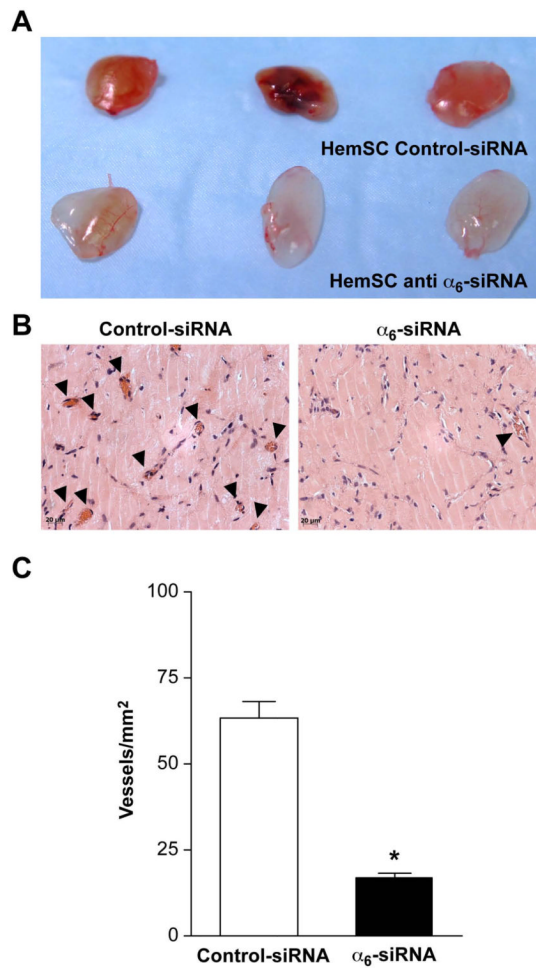 A
HemSC Control-siRNA
HemSC anti α₆-siRNA
B
Control-siRNA
α₆-siRNA
20 μm
20 μm
C
100
75
50
25
0
Vessels/mm²
*
Control-siRNA
α₆-siRNA